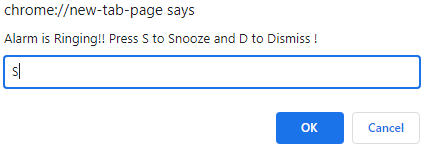 chrome://new-tab-page says
Alarm is Ringing!! Press S to Snooze and D to Dismiss !
S
OK Cancel